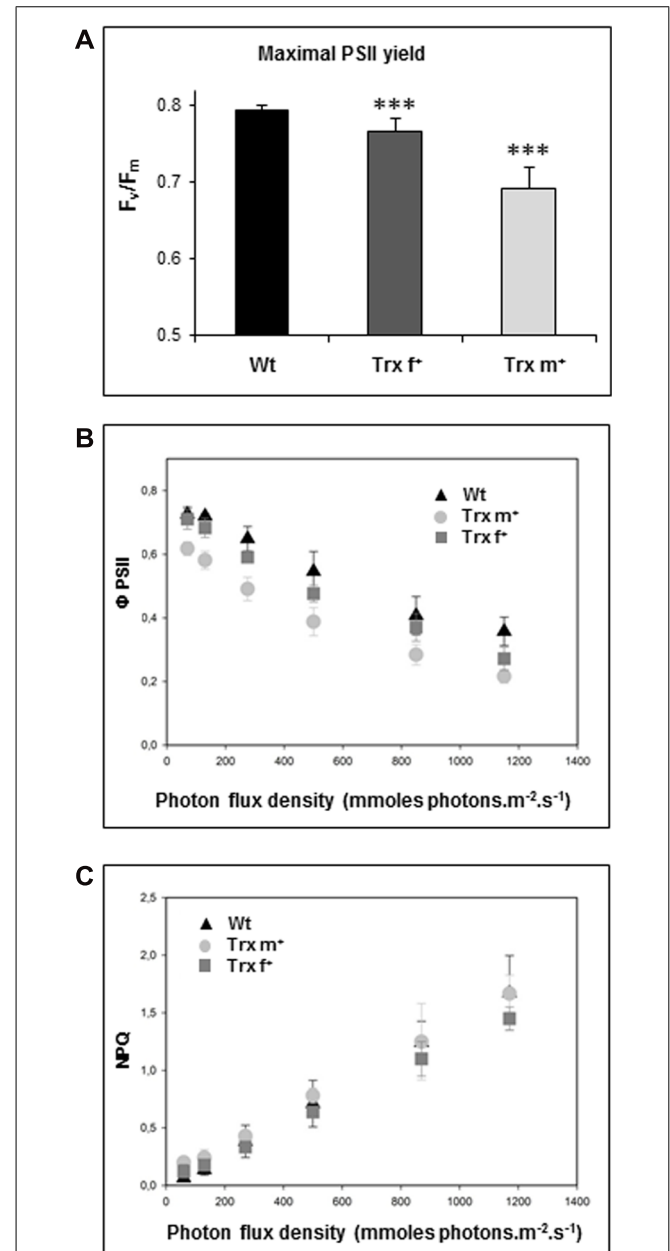 A
Maximal PSII yield
Fv/Fm
0.8
0.7
0.6
0.5
***
***
Wt Trx f⁺ Trx m⁺
B
Φ PSII
0,8
0,6
0,4
0,2
0,0
Wt
Trx m⁺
Trx f⁺
0 200 400 600 800 1000 1200 1400
Photon flux density (mmoles photons.m⁻².s⁻¹)
C
NPQ
2,5
2,0
1,5
1,0
0,5
0,0
Wt
Trx m⁺
Trx f⁺
0 200 400 600 800 1000 1200 1400
Photon flux density (mmoles photons.m⁻².s⁻¹)